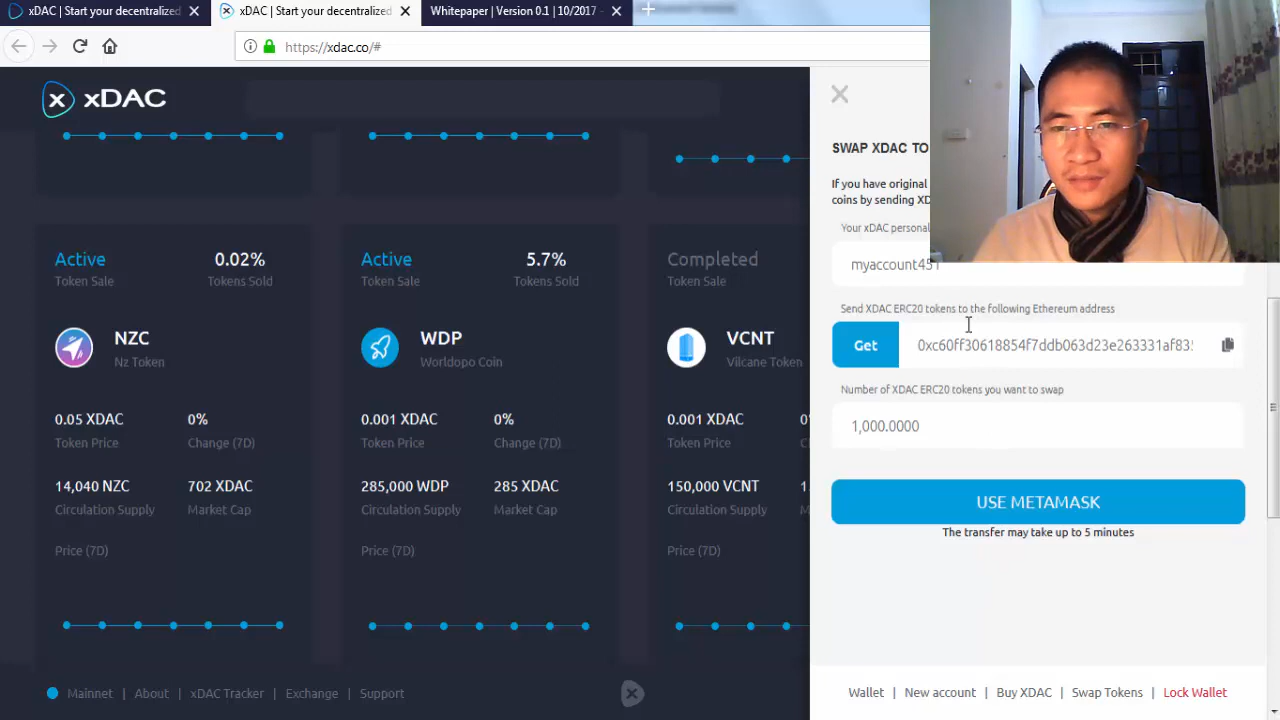 xDAC | Start your decentralized
xDAC | Start your decentralized
Whitepaper | Version 0.1 | 10/2017 -
https://xdac.co/#
xDAC
SWAP XDAC TO
If you have original
coins by sending XD
Your xDAC personal
myaccount451
Send XDAC ERC20 tokens to the following Ethereum address
Get
0xc60ff30618854f7ddb063d23e263331af835
Number of XDAC ERC20 tokens you want to swap
1,000.0000
USE METAMASK
The transfer may take up to 5 minutes
Active 0.02%
Token Sale Tokens Sold
NZC
Nz Token
0.05 XDAC 0%
Token Price Change (7D)
14,040 NZC 702 XDAC
Circulation Supply Market Cap
Price (7D)
Active 5.7%
Token Sale Tokens Sold
WDP
Worldopo Coin
0.001 XDAC 0%
Token Price Change (7D)
285,000 WDP 285 XDAC
Circulation Supply Market Cap
Price (7D)
Completed
Token Sale
VCNT
Vilcane Token
0.001 XDAC
Token Price
150,000 VCNT
Circulation Supply
Price (7D)
Mainnet | About | xDAC Tracker | Exchange | Support
Wallet | New account | Buy XDAC | Swap Tokens | Lock Wallet